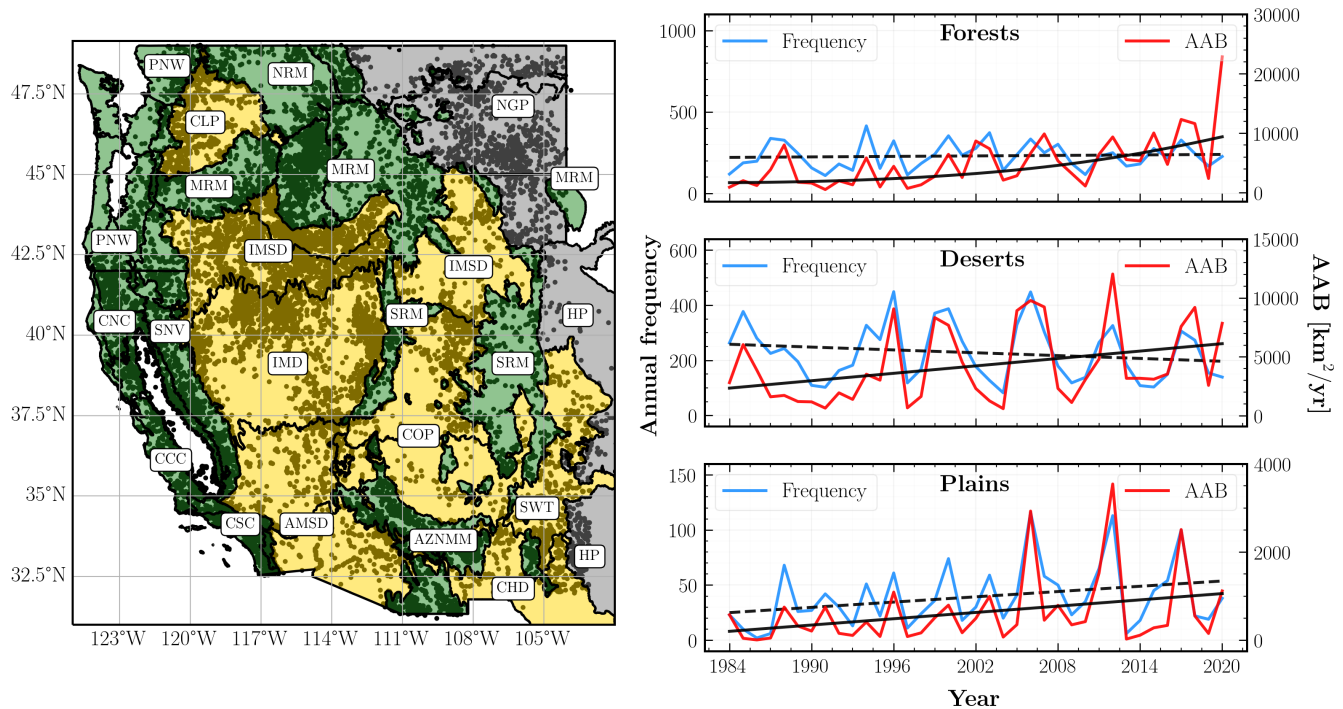 PNW
NRM
47.5°N
NGP
CLP
45°N
MRM
MRM
MRM
PNW
42.5°N
IMSD
IMSD
CNC
SNV
SRM
HP
40°N
IMD
SRM
37.5°N
COP
CCC
35°N
SWT
CSC
AMSD
AZNMM
HP
32.5°N
CHD
123°W
120°W
117°W
114°W
111°W
108°W
105°W
Annual frequency
AAB [km²/yr]
Forests
Frequency
AAB
1000
500
0
30000
20000
10000
0
Deserts
Frequency
AAB
600
400
200
0
15000
10000
5000
0
Plains
Frequency
AAB
150
100
50
0
4000
2000
0
1984
1990
1996
2002
2008
2014
2020
Year